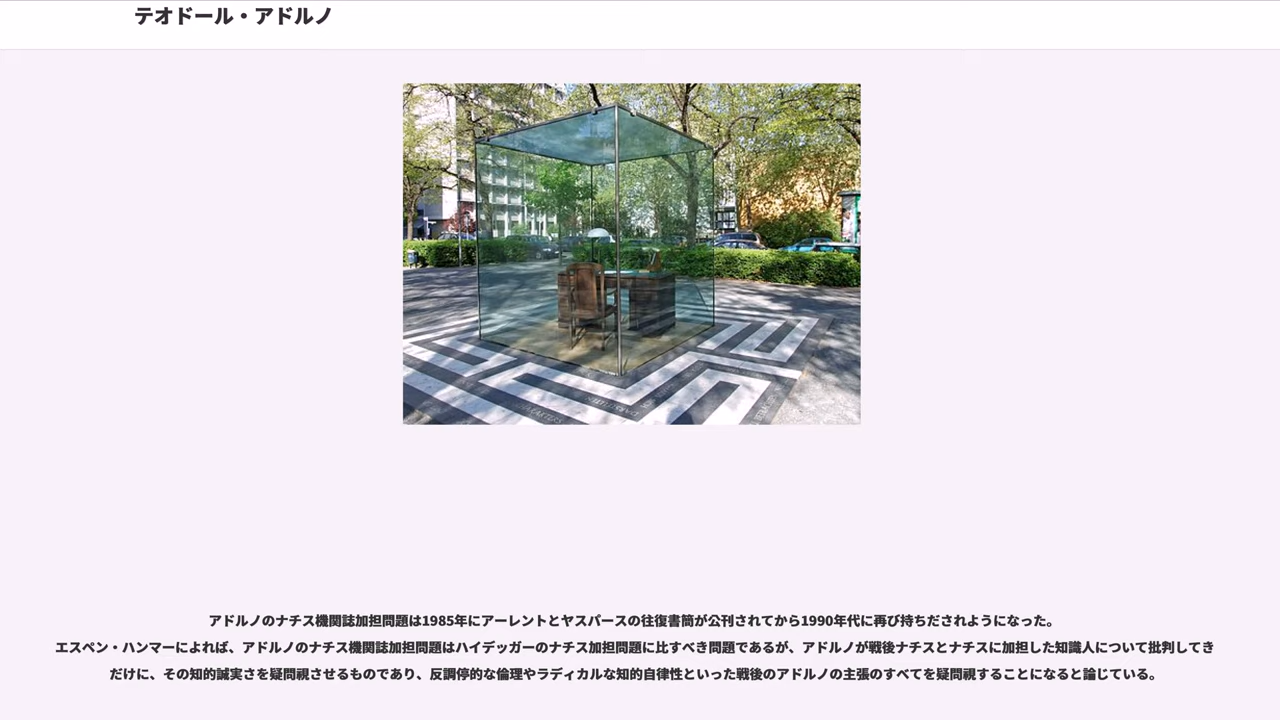 テオドール・アドルノ
アドルノのナチス機関誌加担問題は1985年にアーレントとヤスパースの往復書簡が公刊されてから1990年代に再び持ちだされようになった。
エスペン・ハンマーによれば、アドルノのナチス機関誌加担問題はハイデッガーのナチス加担問題に比すべき問題であるが、アドルノが戦後ナチスとナチスに加担した知識人について批判してき
だけに、その知的誠実さを疑問視させるものであり、反調停的な倫理やラディカルな知的自律性といった戦後のアドルノの主張のすべてを疑問視することになると論じている。